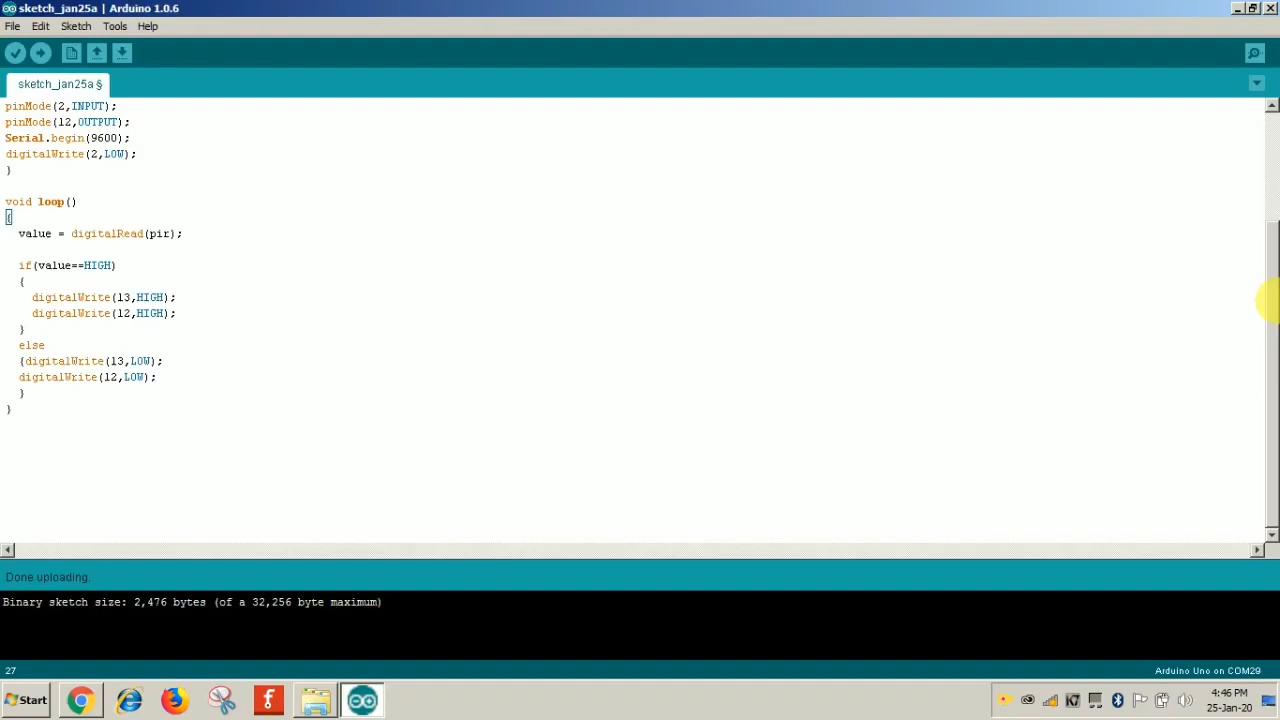 sketch_jan25a | Arduino 1.0.6
File Edit Sketch Tools Help
sketch_jan25a §
pinMode(2,INPUT);
pinMode(12,OUTPUT);
Serial.begin(9600);
digitalWrite(2,LOW);
}
void loop()
{
value = digitalRead(pir);
if(value==HIGH)
{
digitalWrite(13,HIGH);
digitalWrite(12,HIGH);
}
else
{digitalWrite(13,LOW);
digitalWrite(12,LOW);
}
}
Done uploading.
Binary sketch size: 2,476 bytes (of a 32,256 byte maximum)
27
Arduino Uno on COM29
Start
4:46 PM
25-Jan-20